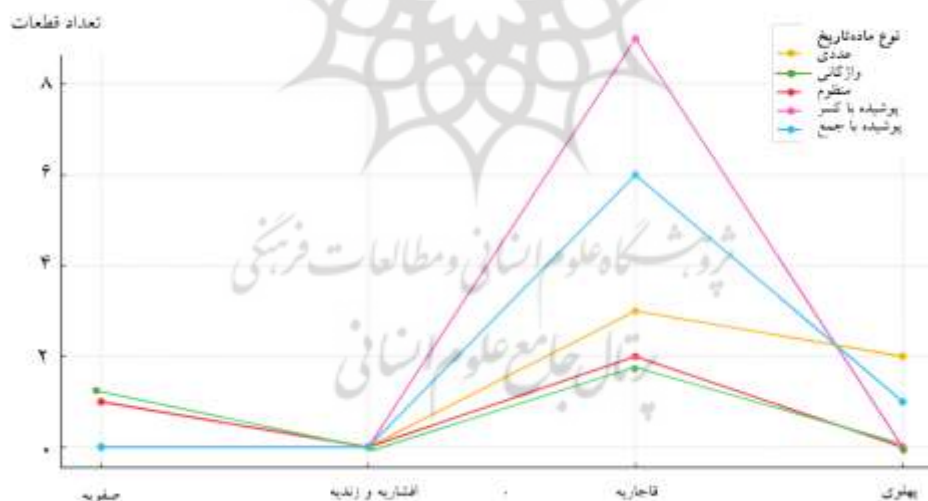 تعداد قطعات
نوع ماده‌تاریخ
عددی
واژگانی
منظوم
پوشیده با کسر
پوشیده با جمع
۸
۶
۴
۲
۰
پژوهشگاه علوم انسانی و مطالعات فرهنگی
پرتال جامع علوم انسانی
صفویه
افشاریه و زندیه
قاجاریه
پهلوی